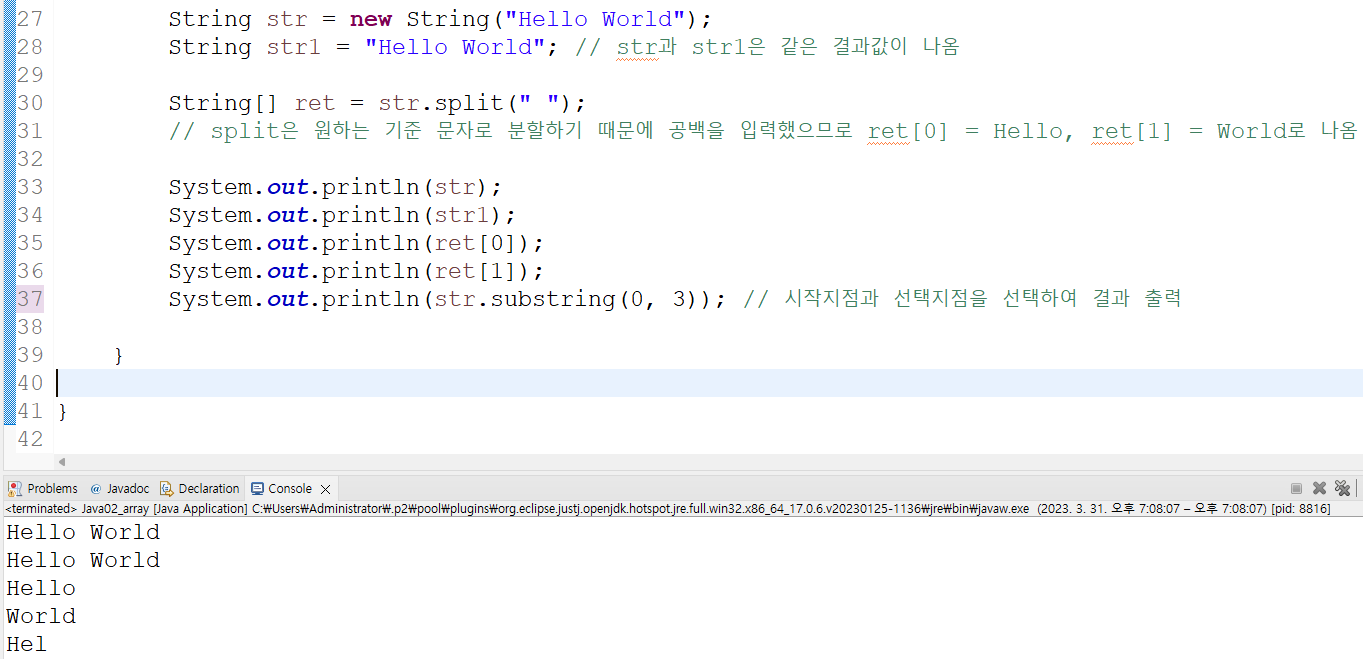 27 String str = new String("Hello World");
28 String str1 = "Hello World"; // str과 str1은 같은 결과값이 나옴
29
30 String[] ret = str.split(" ");
31 // split은 원하는 기준 문자로 분할하기 때문에 공백을 입력했으므로 ret[0] = Hello, ret[1] = World로 나옴
32
33 System.out.println(str);
34 System.out.println(str1);
35 System.out.println(ret[0]);
36 System.out.println(ret[1]);
37 System.out.println(str.substring(0, 3)); // 시작지점과 선택지점을 선택하여 결과 출력
38
39 }
40
41 }
42
Problems @ Javadoc Declaration Console
<terminated> Java02_array [Java Application] C:₩Users₩Administrator₩.p2₩pool₩plugins₩org.eclipse.justj.openjdk.hotspot.jre.full.win32.x86_64_17.0.6.v20230125-1136₩jre₩bin₩javaw.exe (2023. 3. 31. 오후 7:08:07 – 오후 7:08:07) [pid: 8816]
Hello World
Hello World
Hello
World
Hel